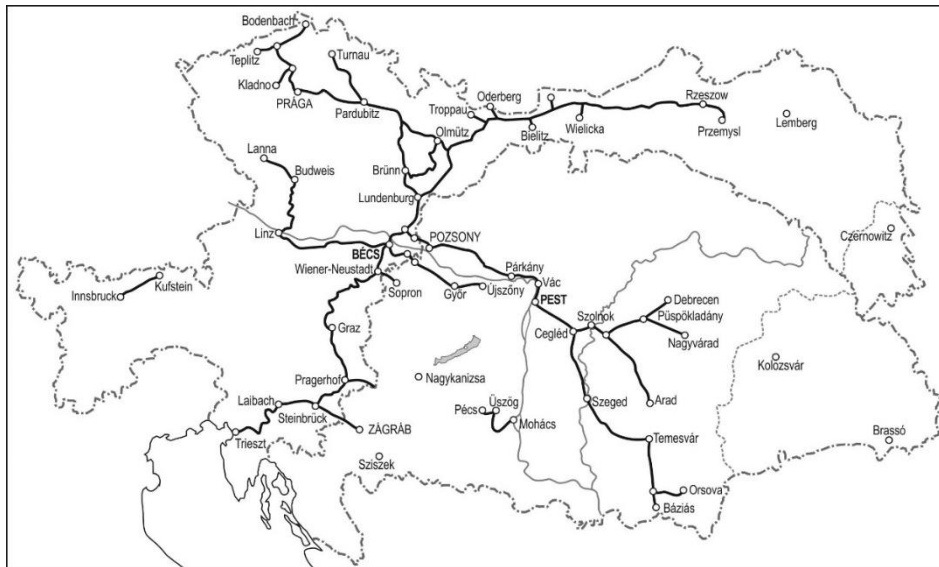 Bodenbach
Teplitz
Turnau
Kladno
PRÁGA
Pardubitz
Troppau
Oderberg
Rzeszow
Olmütz
Bielitz
Wielicka
Przemysl
Lemberg
Lanna
Budweis
Brünn
Lundenburg
Linz
POZSONY
Czernowitz
BÉCS
Wiener-Neustadt
Párkány
Vác
Kufstein
Innsbruck
Sopron
Győr
Újszőny
PEST
Debrecen
Szolnok
Püspökladány
Graz
Cegléd
Nagyvárad
Kolozsvár
Pragerhof
Nagykanizsa
Laibach
Steinbrück
Pécs
Üszög
Szeged
Arad
Trieszt
ZÁGRÁB
Mohács
Temesvár
Brassó
Sziszek
Orsova
Báziás